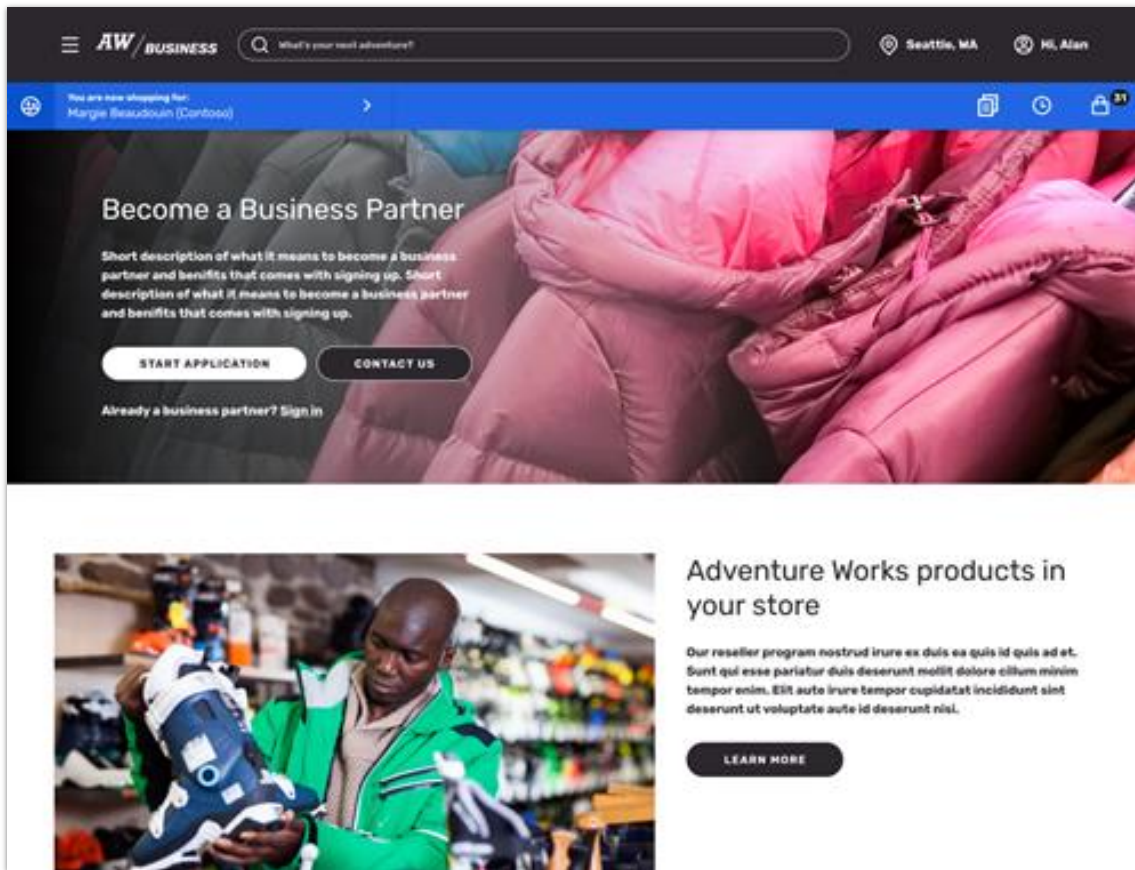 AW/BUSINESS
What's your next adventure?
Seattle, WA
Hi, Alan
You are now shopping for:
Margie Beaudouin (Contoso)
31
Become a Business Partner
Short description of what it means to become a business
partner and benifits that comes with signing up. Short
description of what it means to become a business partner
and benifits that comes with signing up.
START APPLICATION
CONTACT US
Already a business partner? Sign in
Adventure Works products in
your store
Our reseller program nostrud irure ex duis ea quis id quis ad et.
Sunt qui esse pariatur duis deserunt mollit dolore cillum minim
tempor enim. Elit aute irure tempor cupidatat incididunt sint
deserunt ut voluptate aute id deserunt nisi.
LEARN MORE